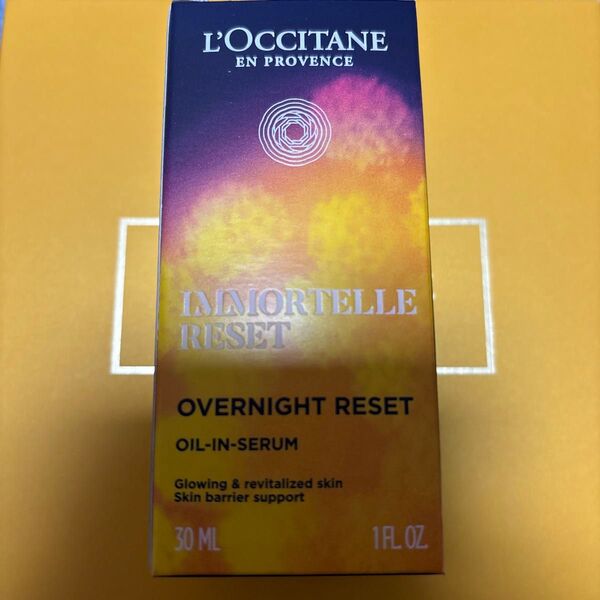 L'OCCITANE
EN PROVENCE
IMMORTELLE
RESET
OVERNIGHT RESET
OIL-IN-SERUM
Glowing & revitalized skin
Skin barrier support
30 ML 1 FL. OZ.